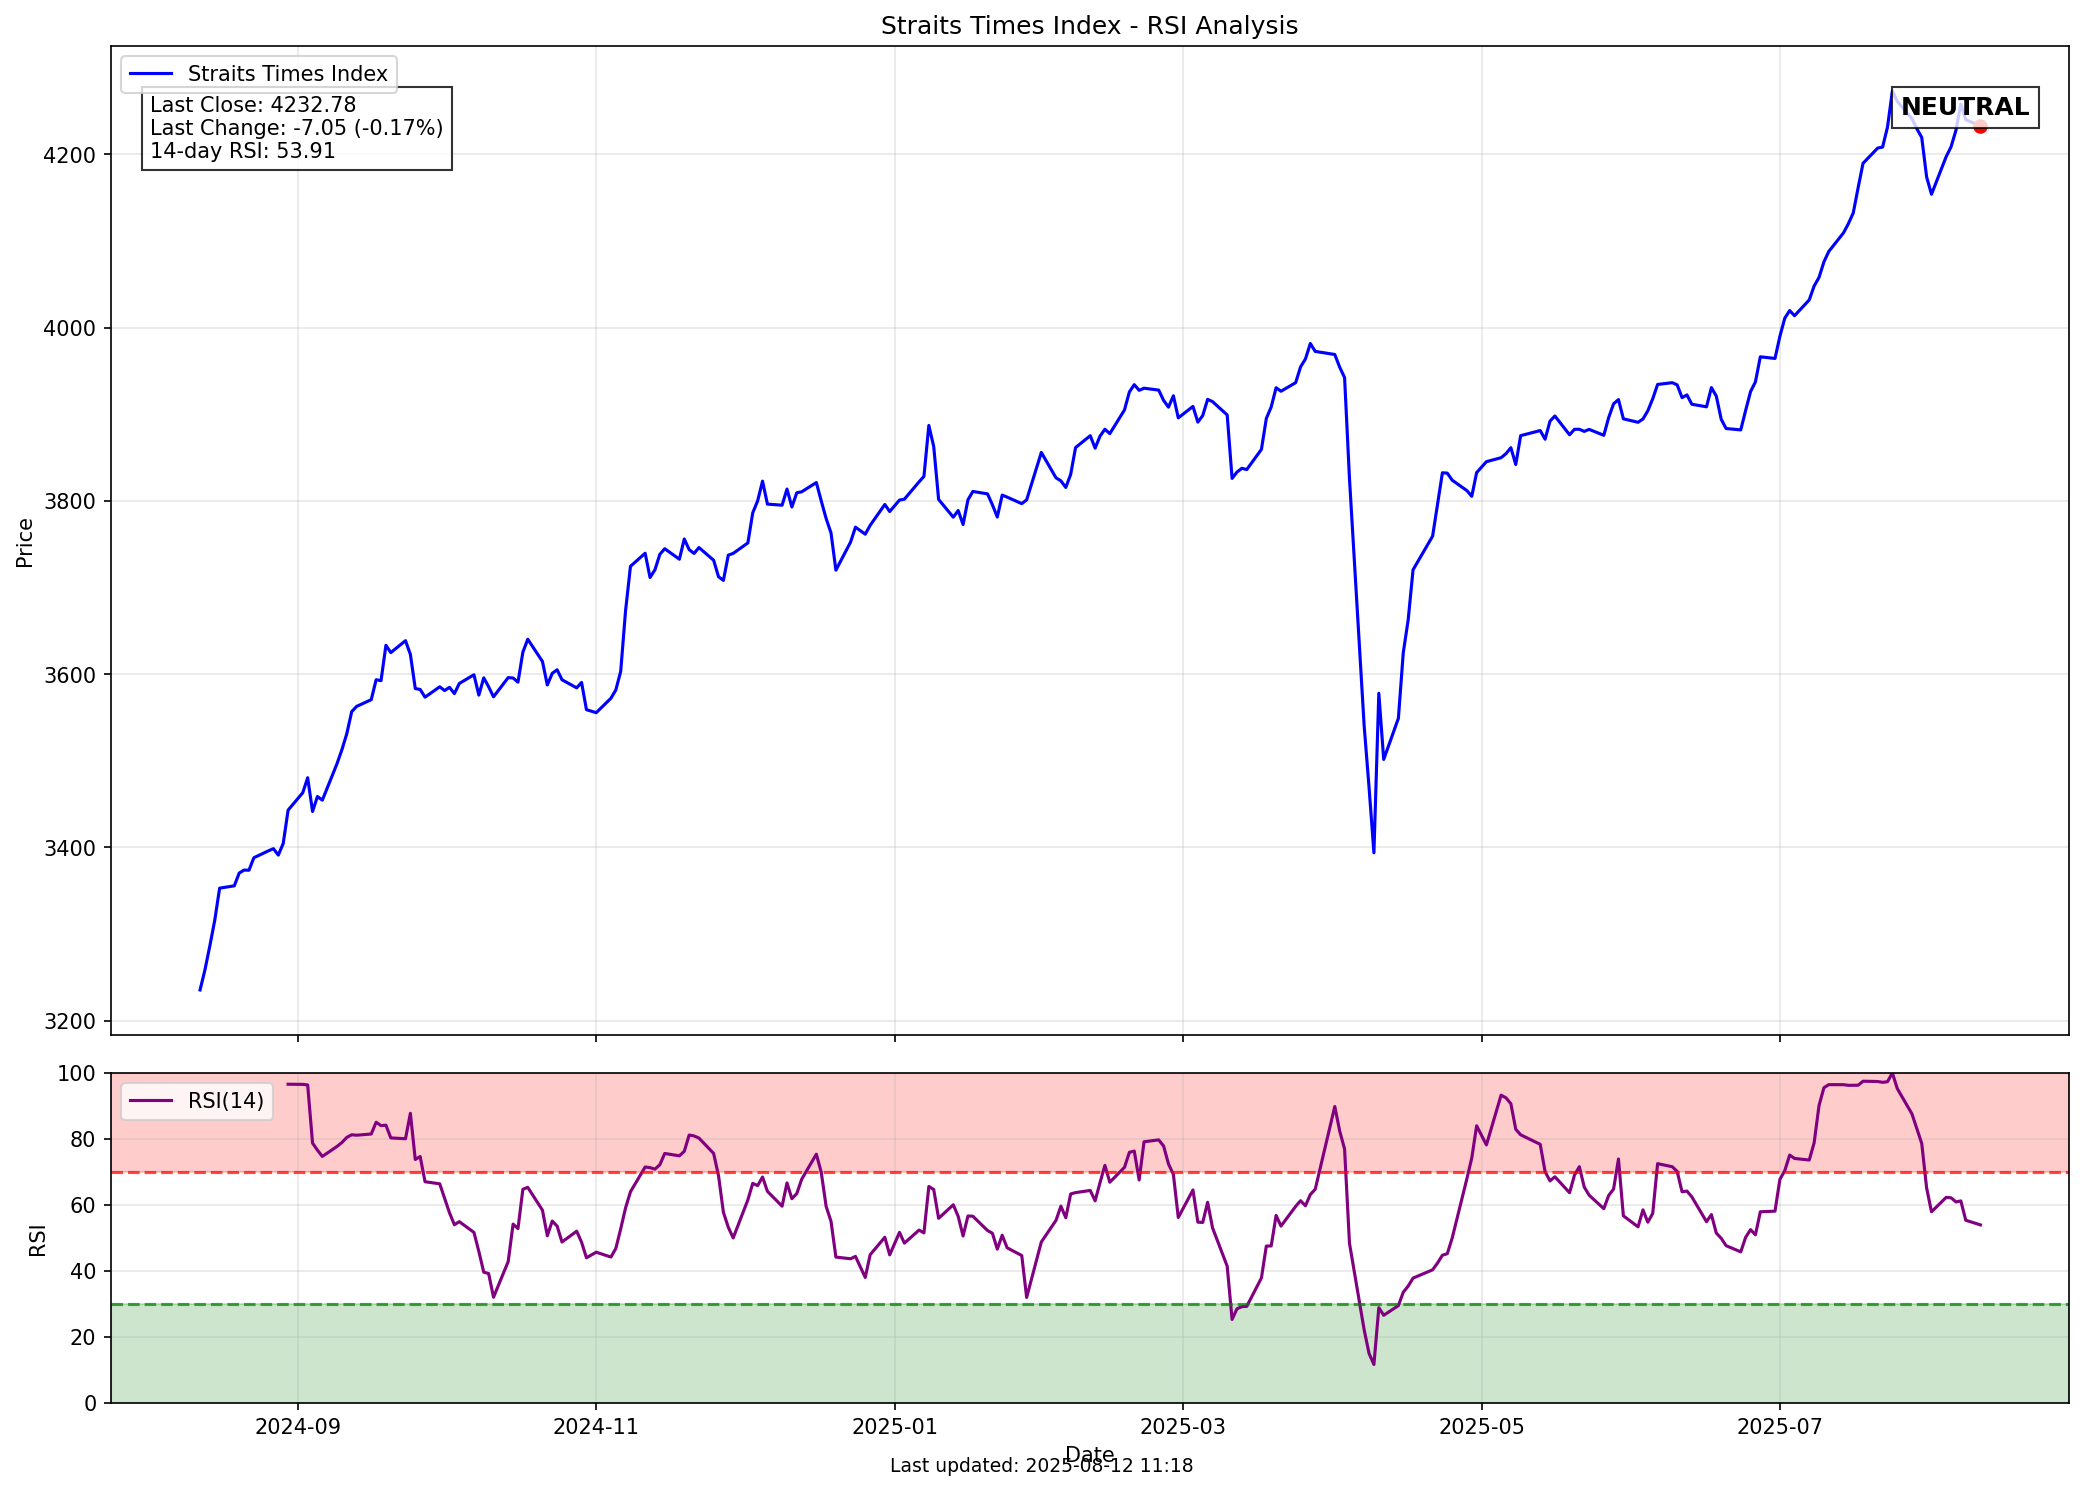 Straits Times Index - RSI Analysis
Straits Times Index
Last Close: 4232.78
Last Change: -7.05 (-0.17%)
14-day RSI: 53.91
NEUTRAL
Price
4200
4000
3800
3600
3400
3200
RSI(14)
RSI
100
80
60
40
20
0
2024-09
2024-11
2025-01
2025-03
2025-05
2025-07
Date
Last updated: 2025-08-12 11:18